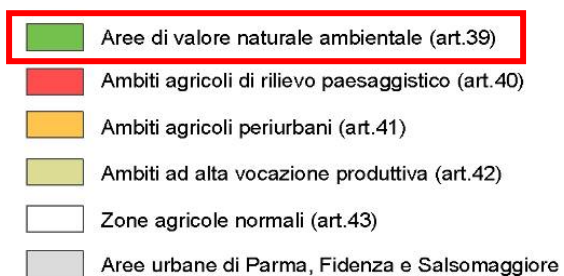 Aree di valore naturale ambientale (art.39)
Ambiti agricoli di rilievo paesaggistico (art.40)
Ambiti agricoli periurbani (art.41)
Ambiti ad alta vocazione produttiva (art.42)
Zone agricole normali (art.43)
Aree urbane di Parma, Fidenza e Salsomaggiore